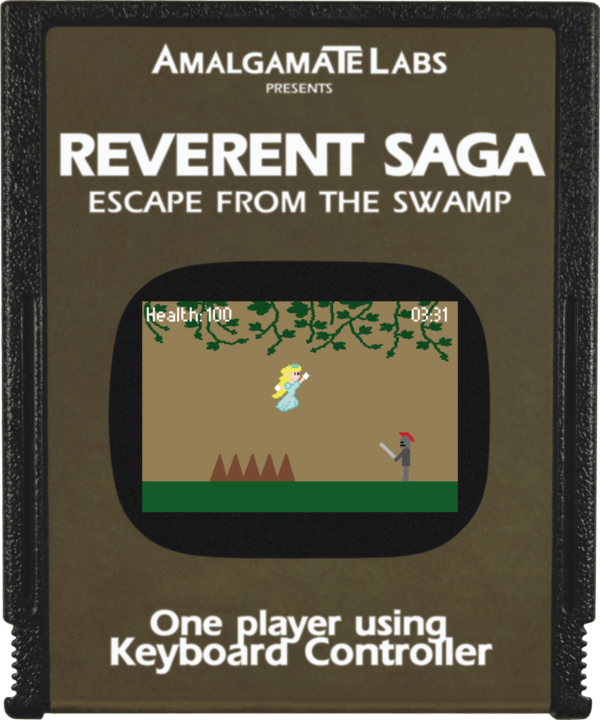 AMALGAMATE LABS
PRESENTS
REVERENT SAGA
ESCAPE FROM THE SWAMP
Health: 100 03:31
One player using
Keyboard Controller